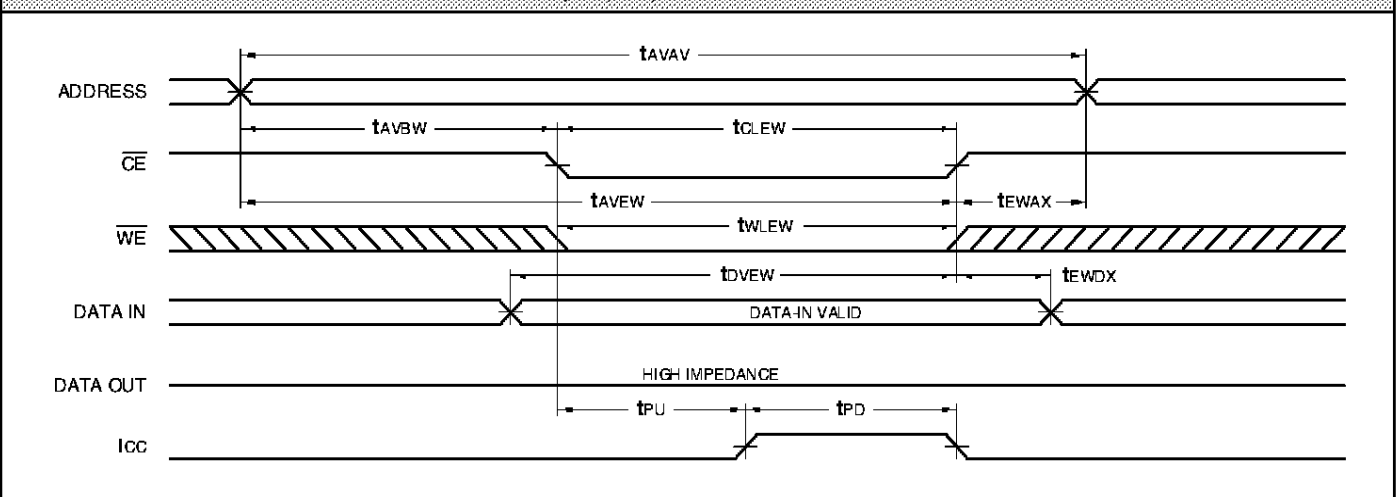 tAVAV
ADDRESS
tAVBW
tCLEW
CE
tAVEW
tEWAX
WE
tWLEW
tDVEW
tEWDX
DATA IN
DATA-IN VALID
DATA OUT
HIGH IMPEDANCE
tPU
tPD
Icc